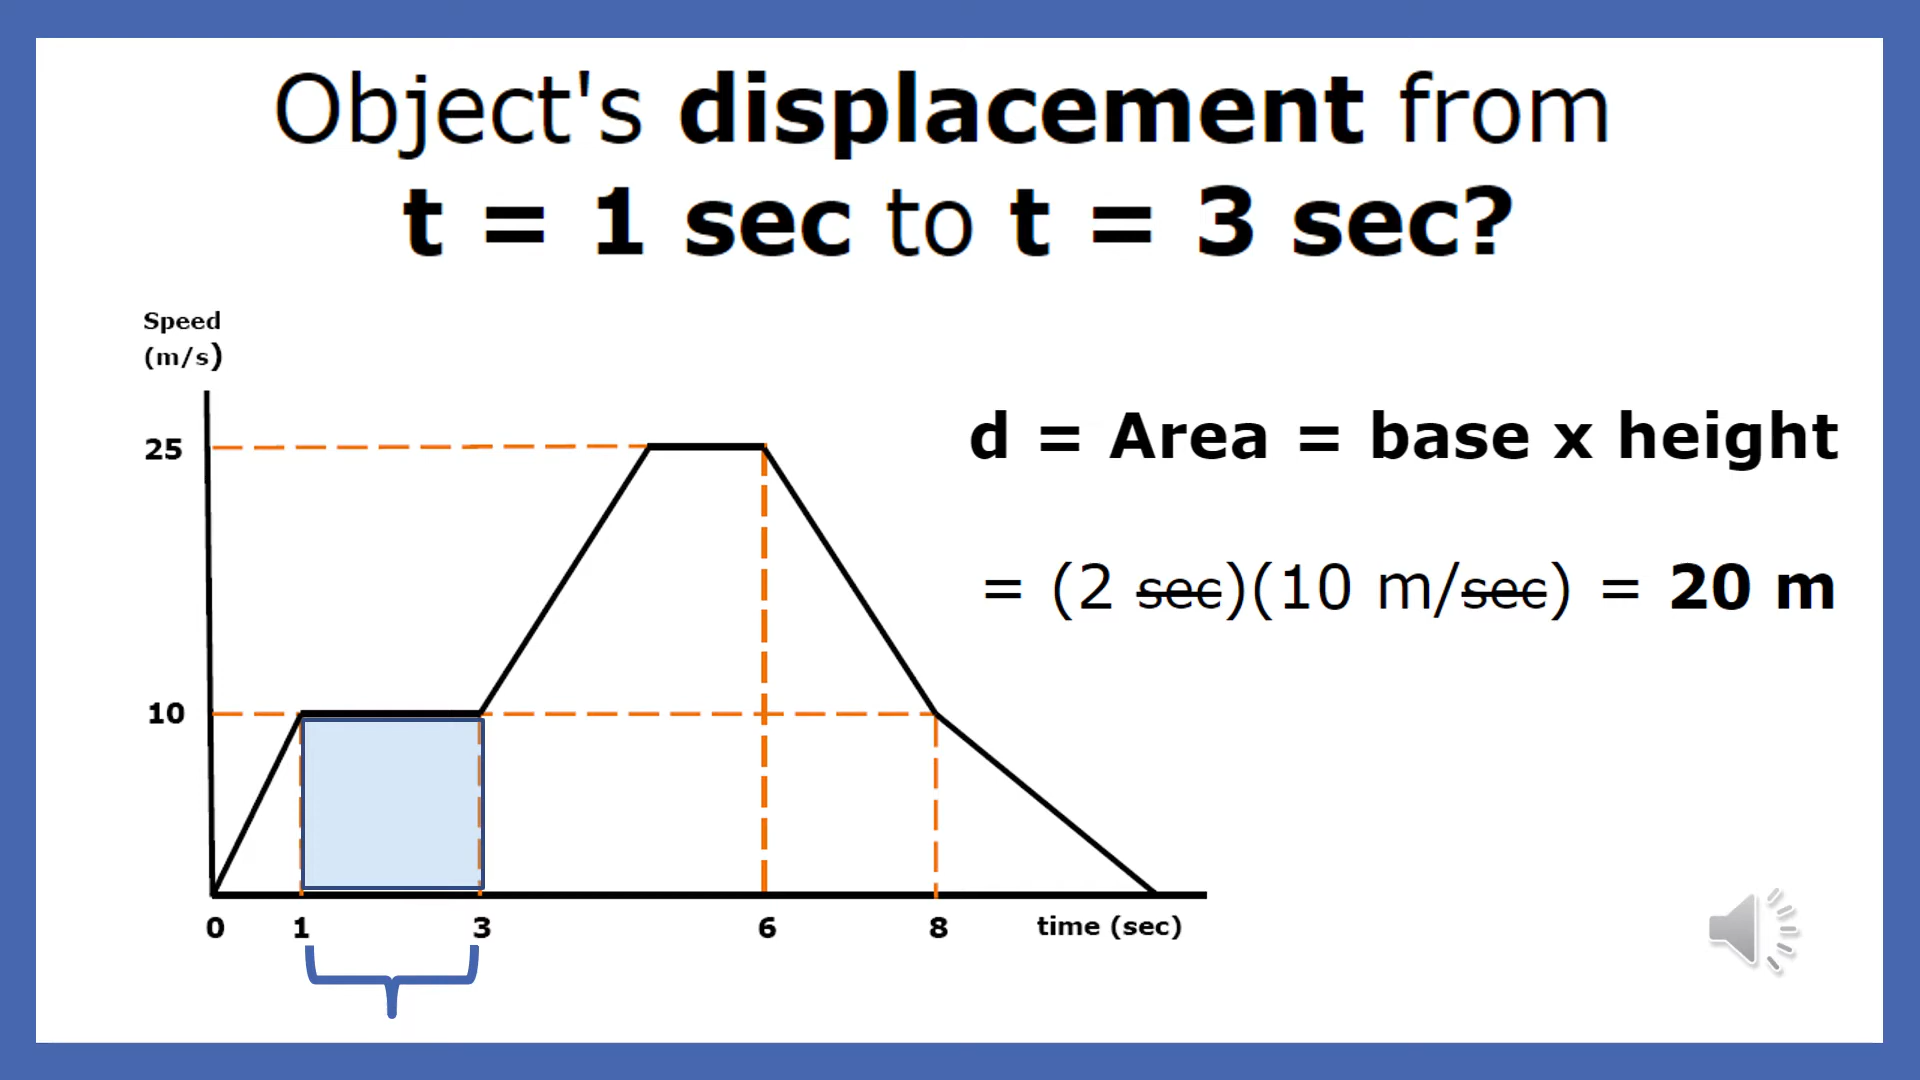 Object's displacement from
t = 1 sec to t = 3 sec?
Speed
(m/s)
25
d = Area = base x height
= (2 sec)(10 m/sec) = 20 m
10
0 1 3 6 8 time (sec)